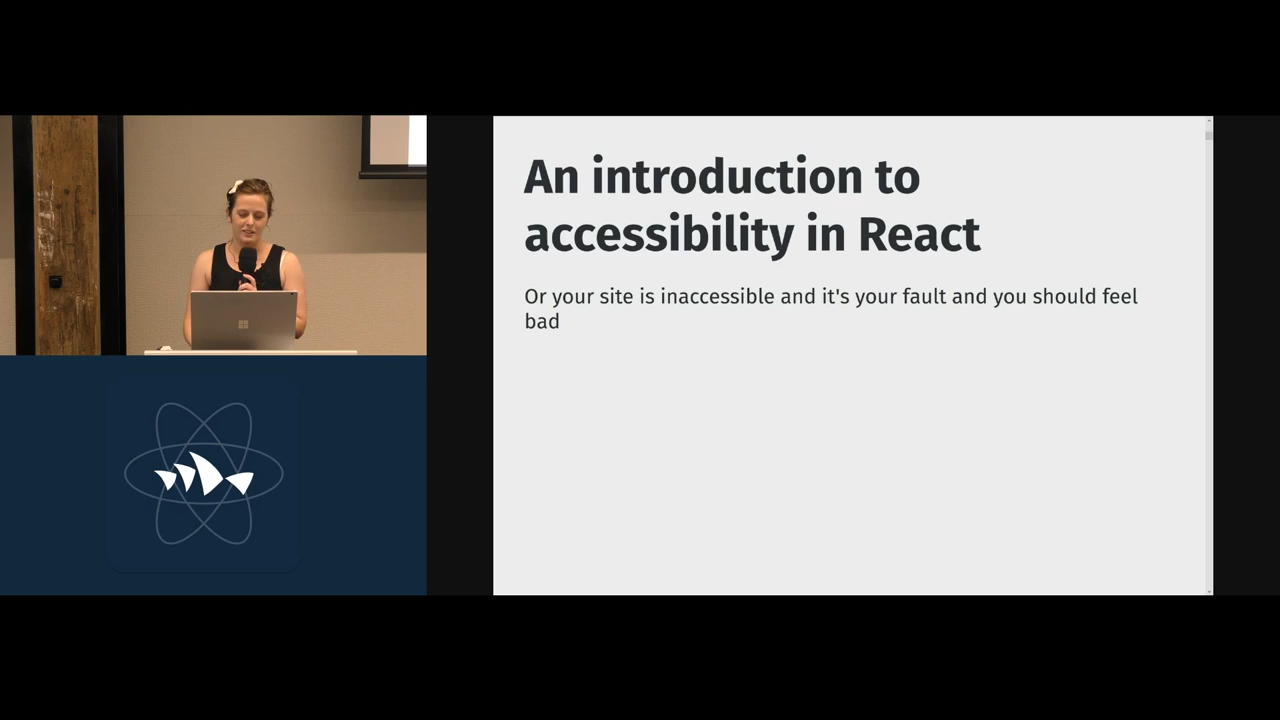 An introduction to
accessibility in React
Or your site is inaccessible and it's your fault and you should feel
bad